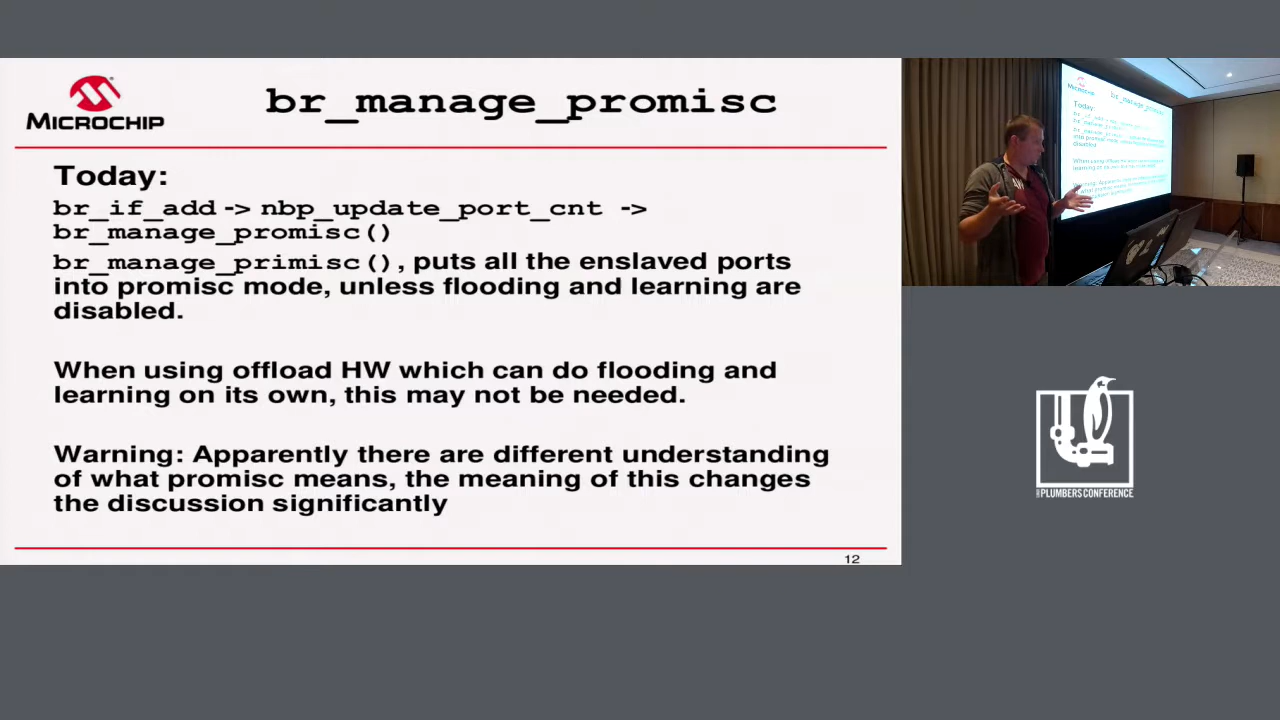 MICROCHIP
br_manage_promisc
Today:
br_if_add -> nbp_update_port_cnt ->
br_manage_promisc()
br_manage_primisc(), puts all the enslaved ports
into promisc mode, unless flooding and learning are
disabled.
When using offload HW which can do flooding and
learning on its own, this may not be needed.
Warning: Apparently there are different understanding
of what promisc means, the meaning of this changes
the discussion significantly
12
PLUMBERS CONFERENCE